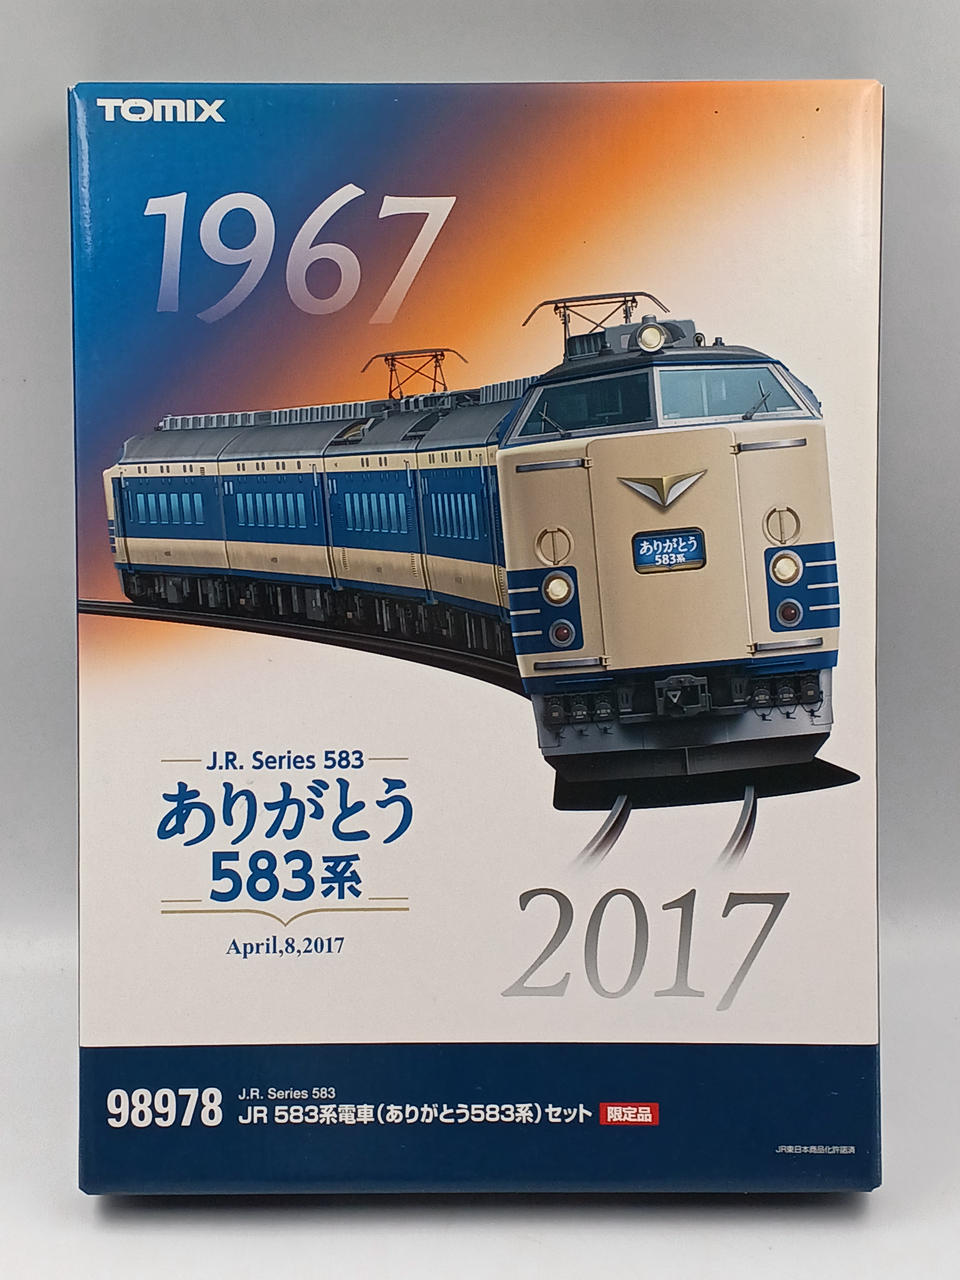 TOMIX
1967
ありがとう
583系
J.R. Series 583
ありがとう
583系
April,8,2017
2017
98978
J.R. Series 583
JR 583系電車(ありがとう583系)セット 限定品
JR東日本商品化許諾済